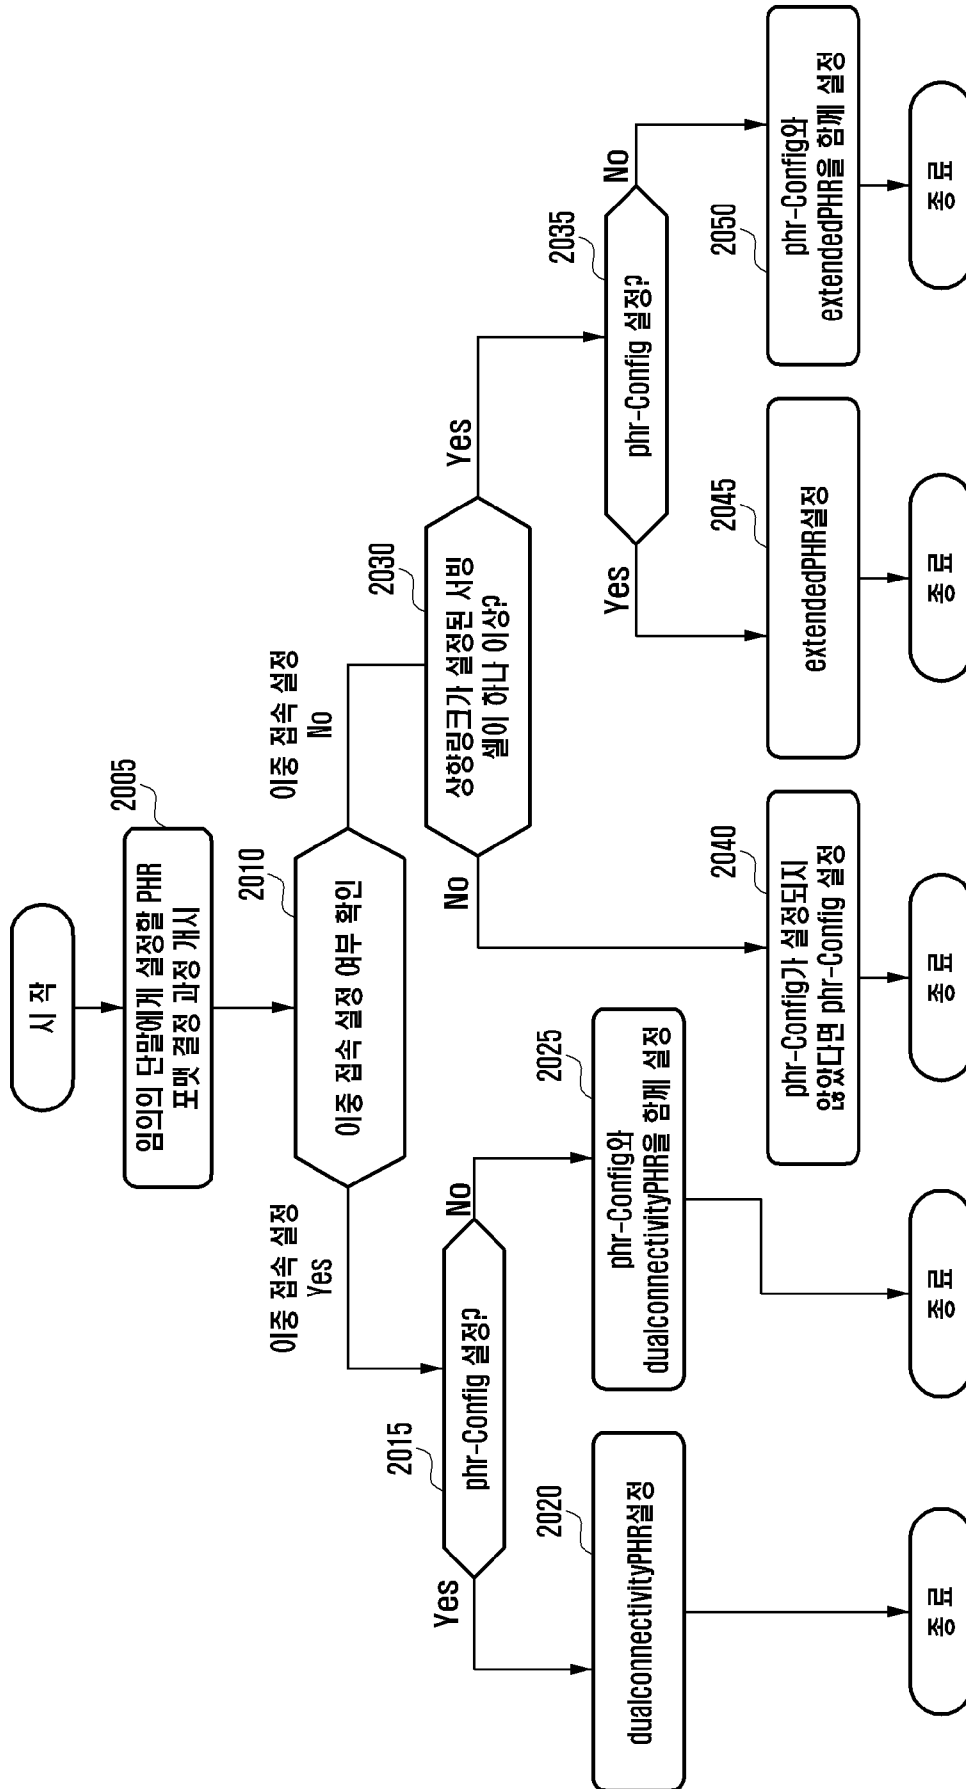 시 작
2005
임의의 단말에게 설정할 PHR
포맷 결정 과정 개시
2010
이중 접속 설정 여부 확인
이중 접속 설정
Yes
이중 접속 설정
No
2015
phr-Config 설정?
Yes
No
2020
dualconnectivityPHR설정
2025
phr-Config와
dualconnectivityPHR을 함께 설정
2030
상향링크가 설정된 서빙
셀이 하나 이상?
No
Yes
2035
phr-Config 설정?
Yes
No
2040
phr-Config가 설정되지
않았다면 phr-Config 설정
2045
extendedPHR설정
2050
phr-Config와
extendedPHR을 함께 설정
종 료
종 료
종 료
종 료
종 료